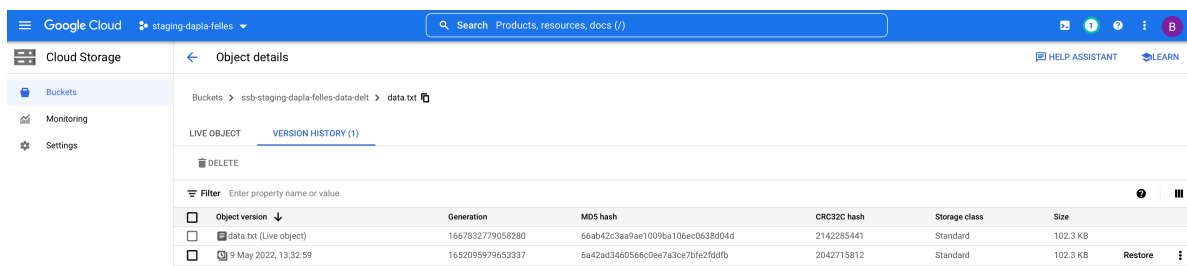 Google Cloud staging-dapla-felles Search Products, resources, docs (/) 1 B
Cloud Storage Object details HELP ASSISTANT LEARN
Buckets
Buckets ssb-staging-dapla-felles-data-delt data.txt
Monitoring
LIVE OBJECT VERSION HISTORY (1)
Settings
DELETE
Filter Enter property name or value
Object version Generation MD5 hash CRC32C hash Storage class Size
data.txt (Live object) 1667832779058280 66ab42c3aa9ae1009ba106ec0638d04d 2142285441 Standard 102.3 KB
9 May 2022, 13:32:59 1652095979653337 6a42ad3460566c0ee7a3ce7bfe2fddfb 2042715812 Standard 102.3 KB Restore